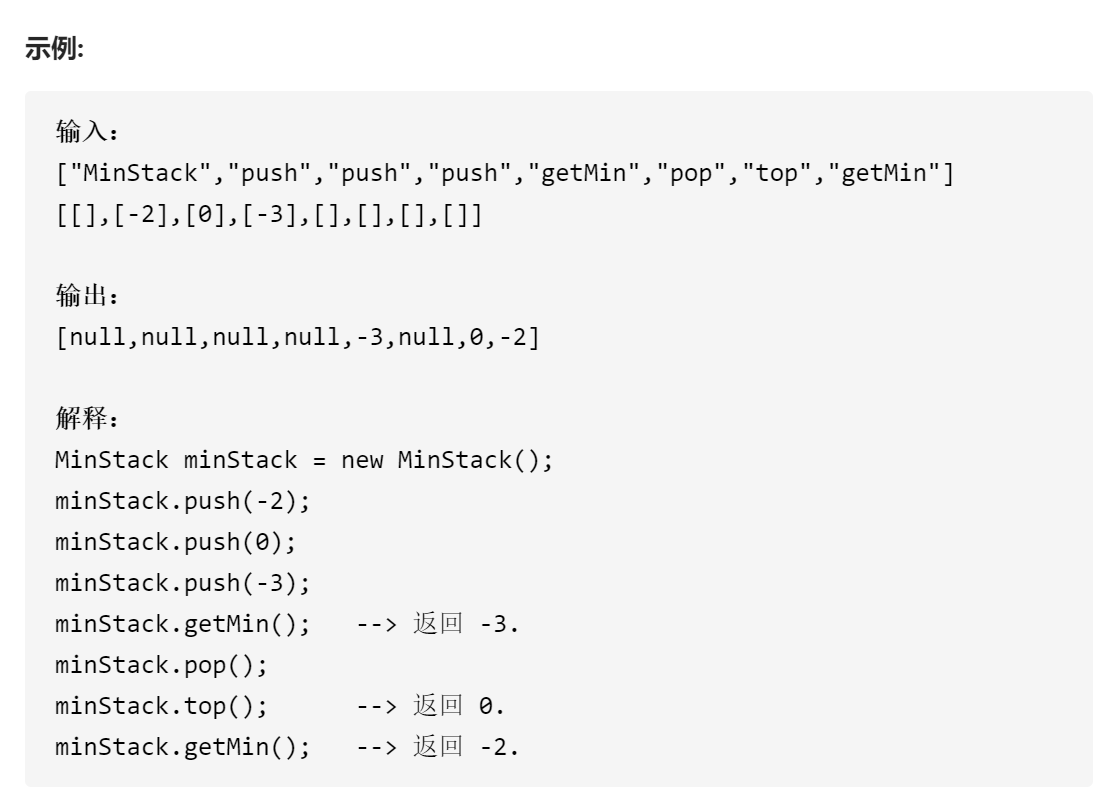 示例:
输入：
["MinStack","push","push","push","getMin","pop","top","getMin"]
[[],[-2],[0],[-3],[],[],[],[]]
输出：
[null,null,null,null,-3,null,0,-2]
解释：
MinStack minStack = new MinStack();
minStack.push(-2);
minStack.push(0);
minStack.push(-3);
minStack.getMin();   --> 返回 -3.
minStack.pop();
minStack.top();      --> 返回 0.
minStack.getMin();   --> 返回 -2.